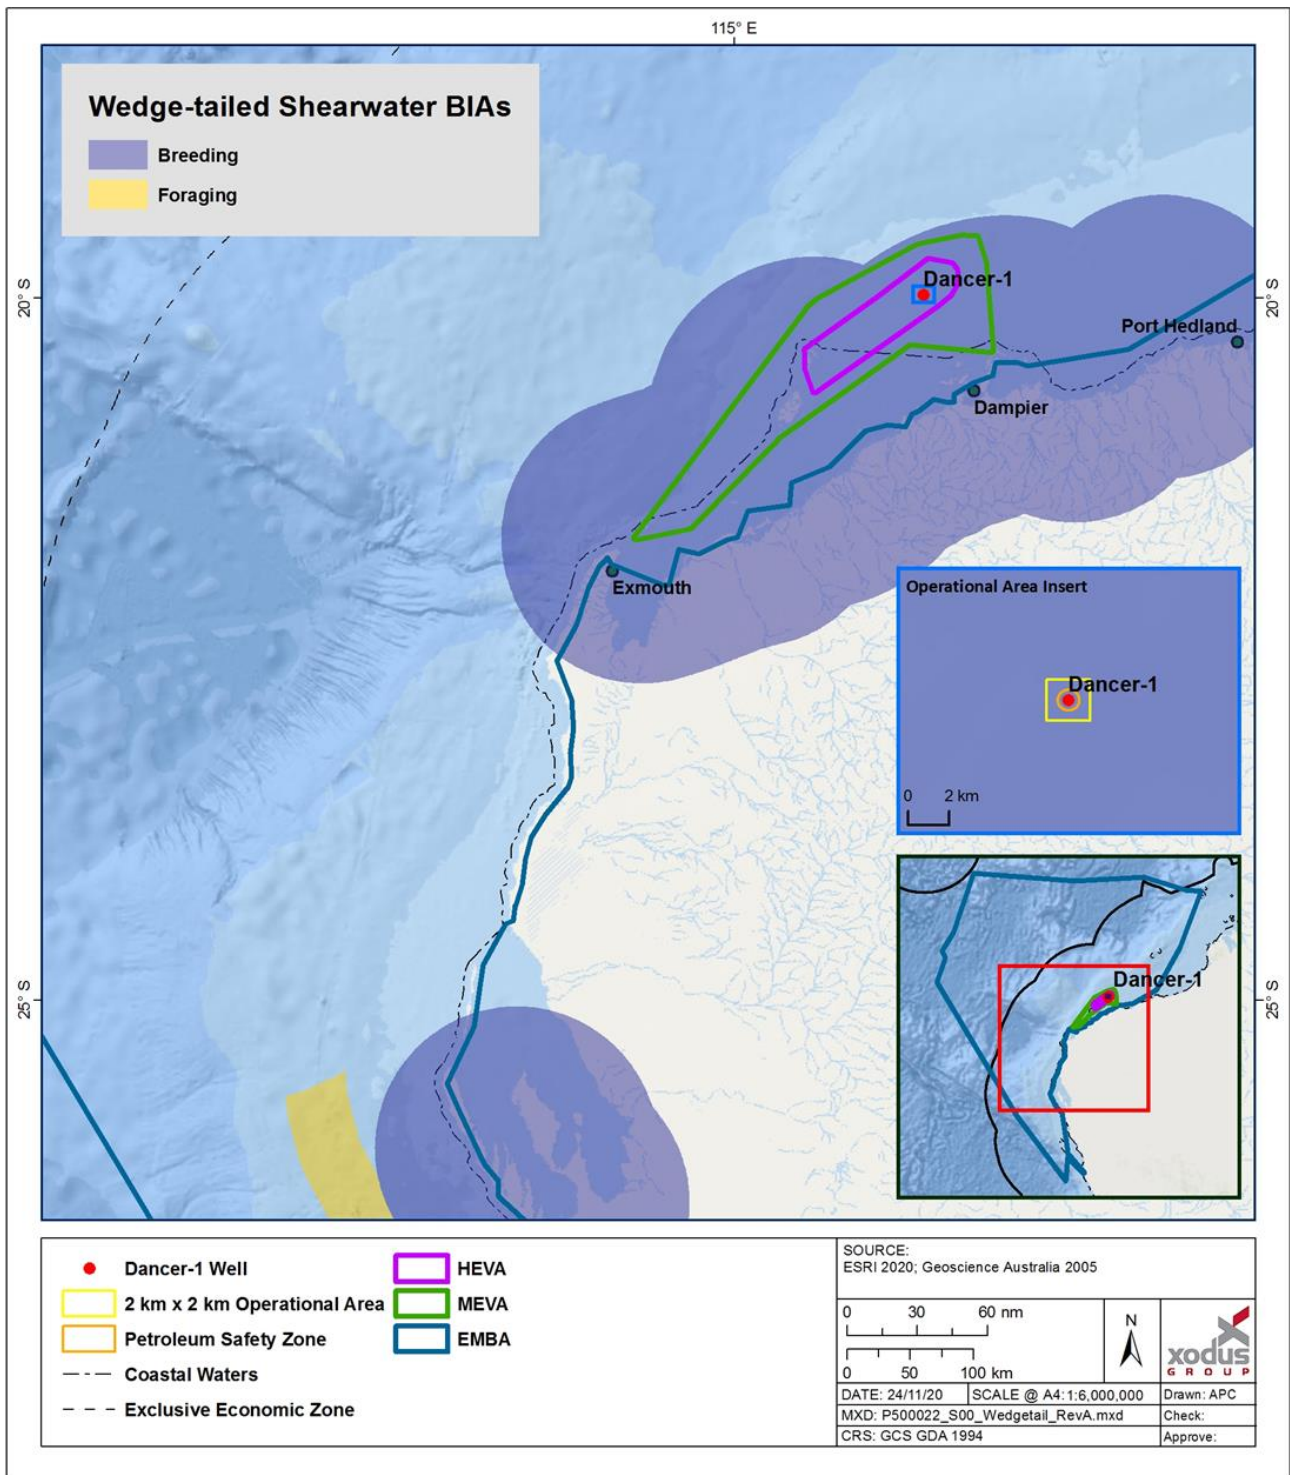 115° E
Wedge-tailed Shearwater BIAs
Breeding
Foraging
20° S
20° S
Dancer-1
Port Hedland
Dampier
Exmouth
Operational Area Insert
Dancer-1
0 2 km
Dancer-1
25° S
25° S
Dancer-1 Well
2 km x 2 km Operational Area
Petroleum Safety Zone
Coastal Waters
Exclusive Economic Zone
HEVA
MEVA
EMBA
SOURCE:
ESRI 2020; Geoscience Australia 2005
0 30 60 nm
0 50 100 km
N
xodus
GROUP
DATE: 24/11/20
SCALE @ A4:1:6,000,000
Drawn: APC
MXD: P500022_S00_Wedgetail_RevA.mxd
Check:
CRS: GCS GDA 1994
Approve: